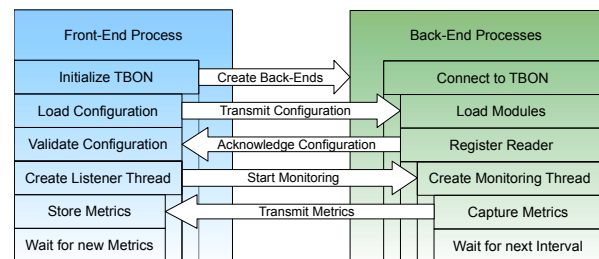 Front-End Process
Back-End Processes
Initialize TBON
Create Back-Ends
Connect to TBON
Load Configuration
Transmit Configuration
Load Modules
Validate Configuration
Acknowledge Configuration
Register Reader
Create Listener Thread
Start Monitoring
Create Monitoring Thread
Store Metrics
Transmit Metrics
Capture Metrics
Wait for new Metrics
Wait for next Interval